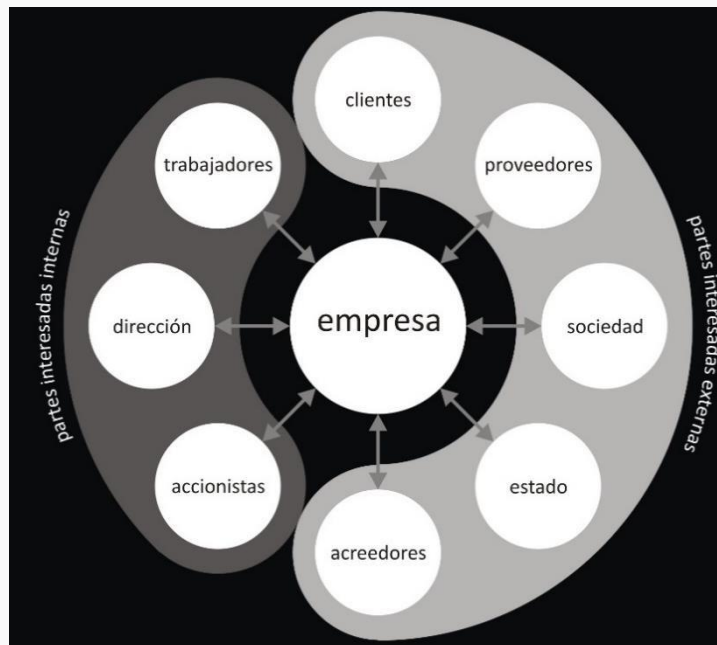 clientes
trabajadores
proveedores
partes interesadas internas
dirección
empresa
sociedad
partes interesadas externas
accionistas
estado
acreedores